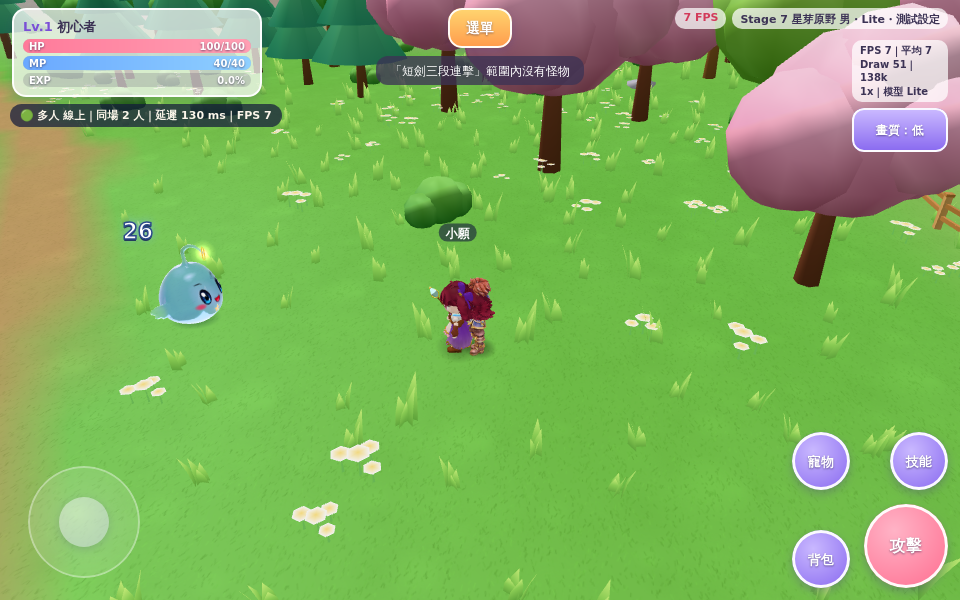 Lv.1 初心者
HP 100/100
MP 40/40
EXP 0.0%
多人 線上｜同場 2 人｜延遲 130 ms｜FPS 7
選單
「短劍三段連擊」範圍內沒有怪物
7 FPS
Stage 7 星芽原野 男・Lite・測試設定
FPS 7｜平均 7
Draw 51｜
138k
1x｜模型 Lite
畫質：低
26
小願
寵物
技能
攻擊
背包